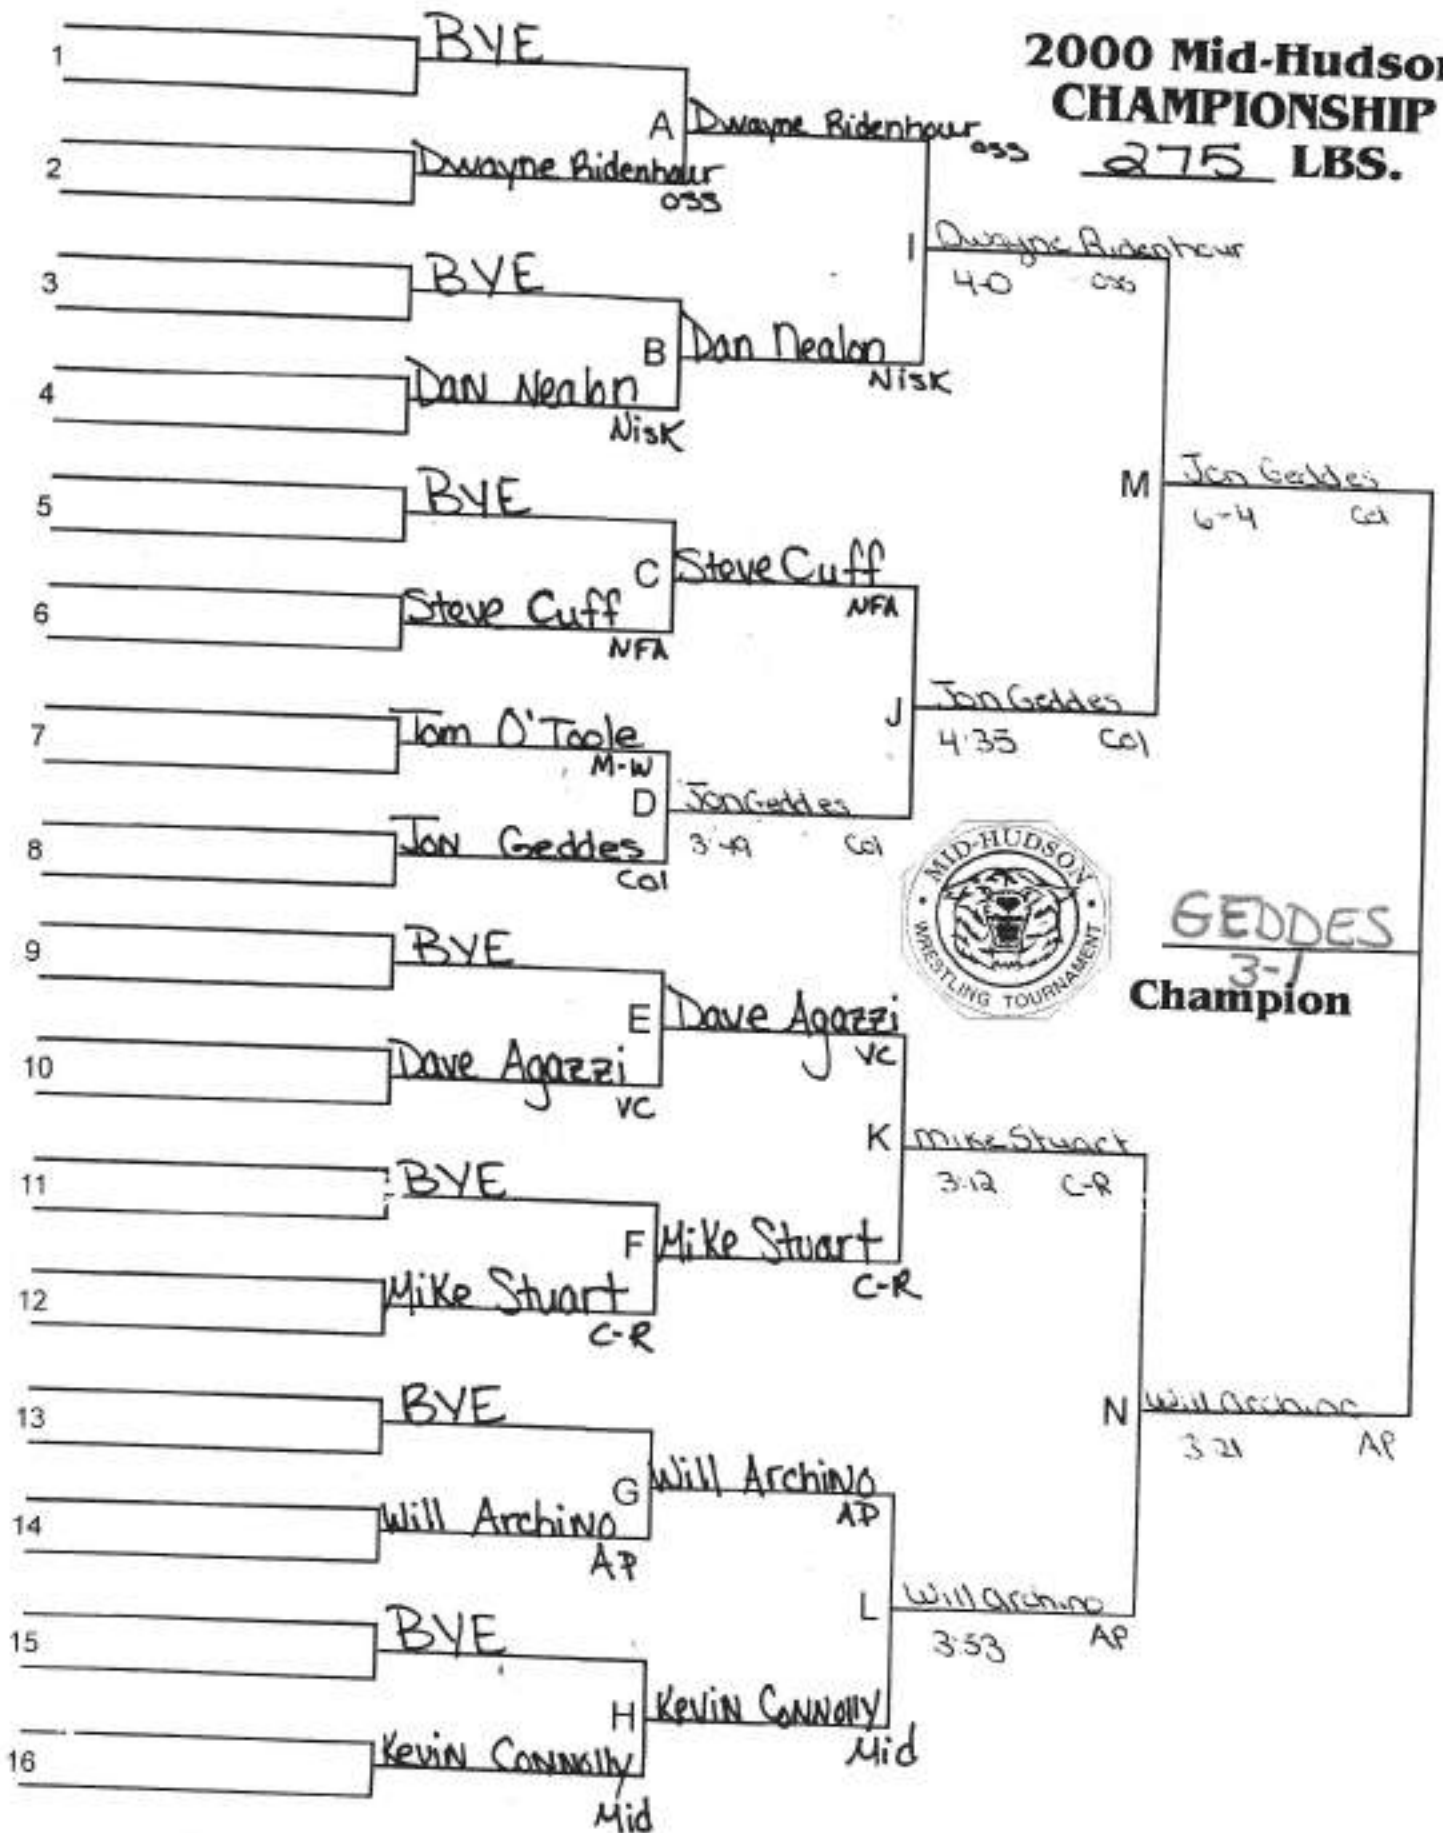 2000 Mid-Hudson
CHAMPIONSHIP
275 LBS.
1
BYE
A
Dwayne Ridenhour
OSS
2
Dwayne Ridenhour
OSS
I
Dwayne Ridenhour
4-0 OSS
3
BYE
B
Dan Nealon
Nisk
4
Dan Nealon
Nisk
M
Jon Geddes
6-4 Col
5
BYE
C
Steve Cuff
NFA
6
Steve Cuff
NFA
J
Jon Geddes
4:35 Col
7
Tom O'Toole
M-W
D
Jon Geddes
3:49 Col
8
Jon Geddes
Col
MID-HUDSON
WRESTLING TOURNAMENT
GEDDES
3-1
Champion
9
BYE
E
Dave Agazzi
VC
10
Dave Agazzi
VC
K
Mike Stuart
3:12 C-R
11
BYE
F
Mike Stuart
C-R
12
Mike Stuart
C-R
N
Will Archino
3:21 AP
13
BYE
G
Will Archino
AP
14
Will Archino
AP
L
Will Archino
3:53 AP
15
BYE
H
Kevin Connolly
Mid
16
Kevin Connolly
Mid